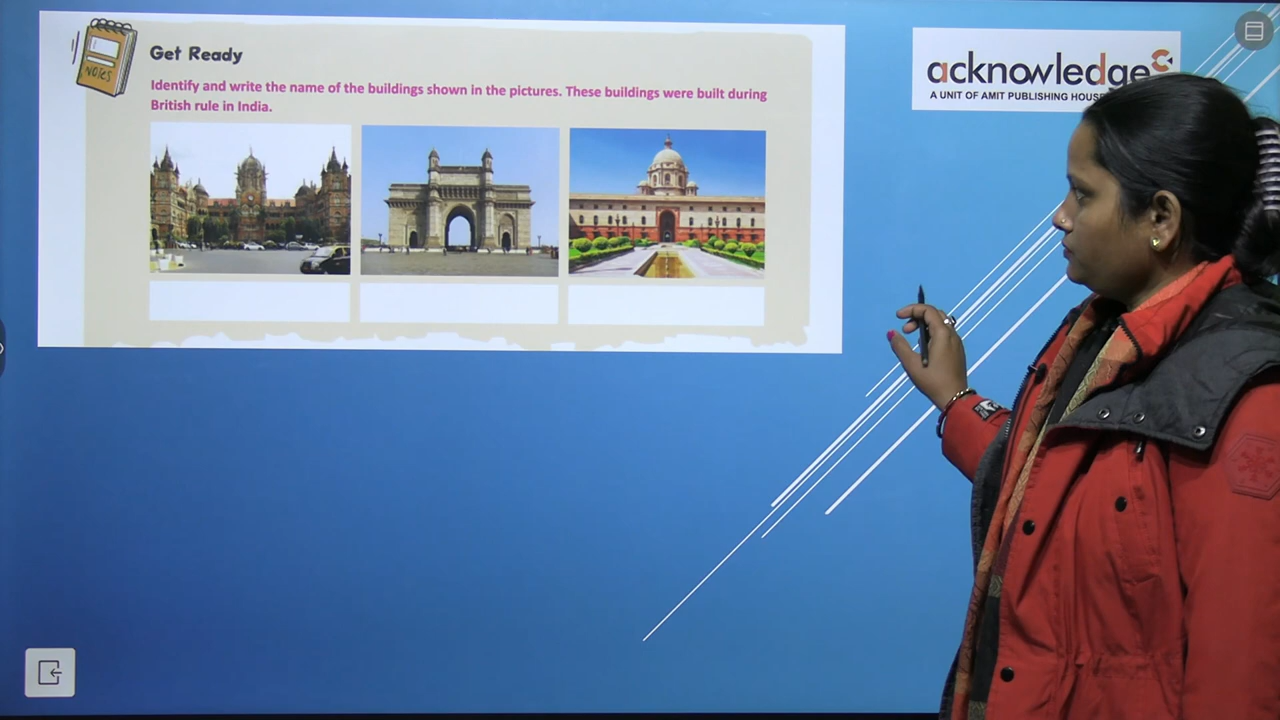 NOTES
Get Ready
Identify and write the name of the buildings shown in the pictures. These buildings were built during
British rule in India.
acknowledge
A UNIT OF AMIT PUBLISHING HOUSE